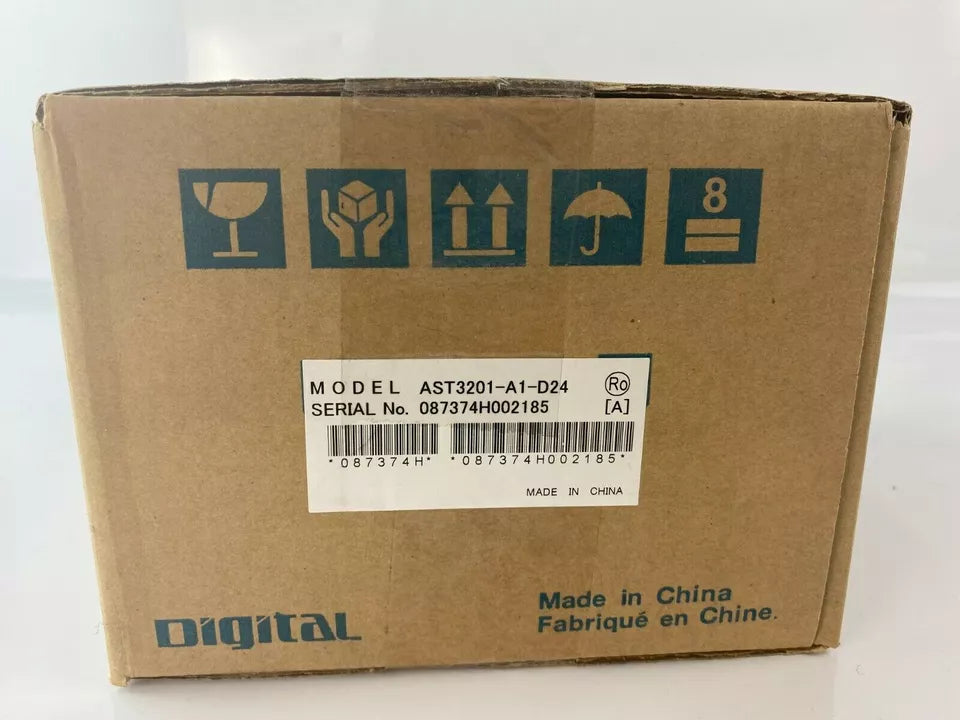 8
MODEL AST3201-A1-D24 Ro
SERIAL No. 087374H002185 [A]
*087374H* *087374H002185*
MADE IN CHINA
Digital
Made in China
Fabriqué en Chine.